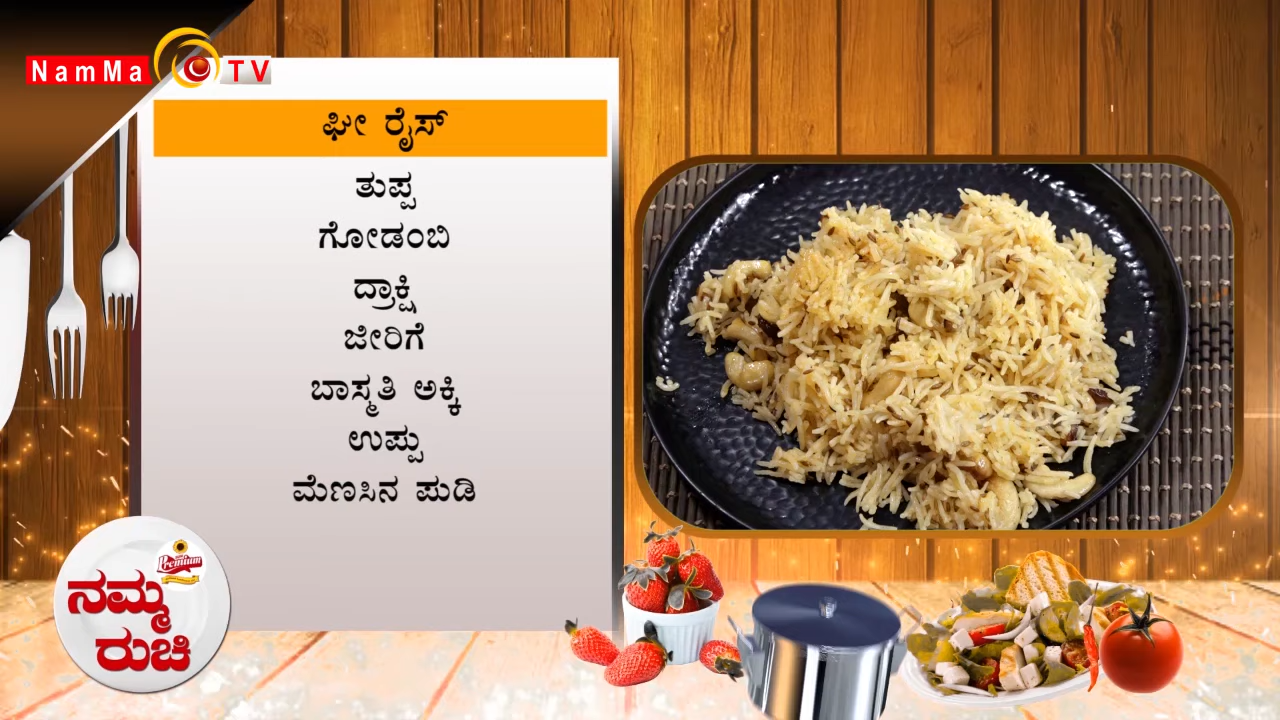 NamMa TV
ಘೀ ರೈಸ್
ತುಪ್ಪ
ಗೋಡಂಬಿ
ದ್ರಾಕ್ಷಿ
ಜೀರಿಗೆ
ಬಾಸ್ಮತಿ ಅಕ್ಕಿ
ಉಪ್ಪು
ಮೆಣಸಿನ ಪುಡಿ
Premium
ನಮ್ಮ
ರುಚಿ